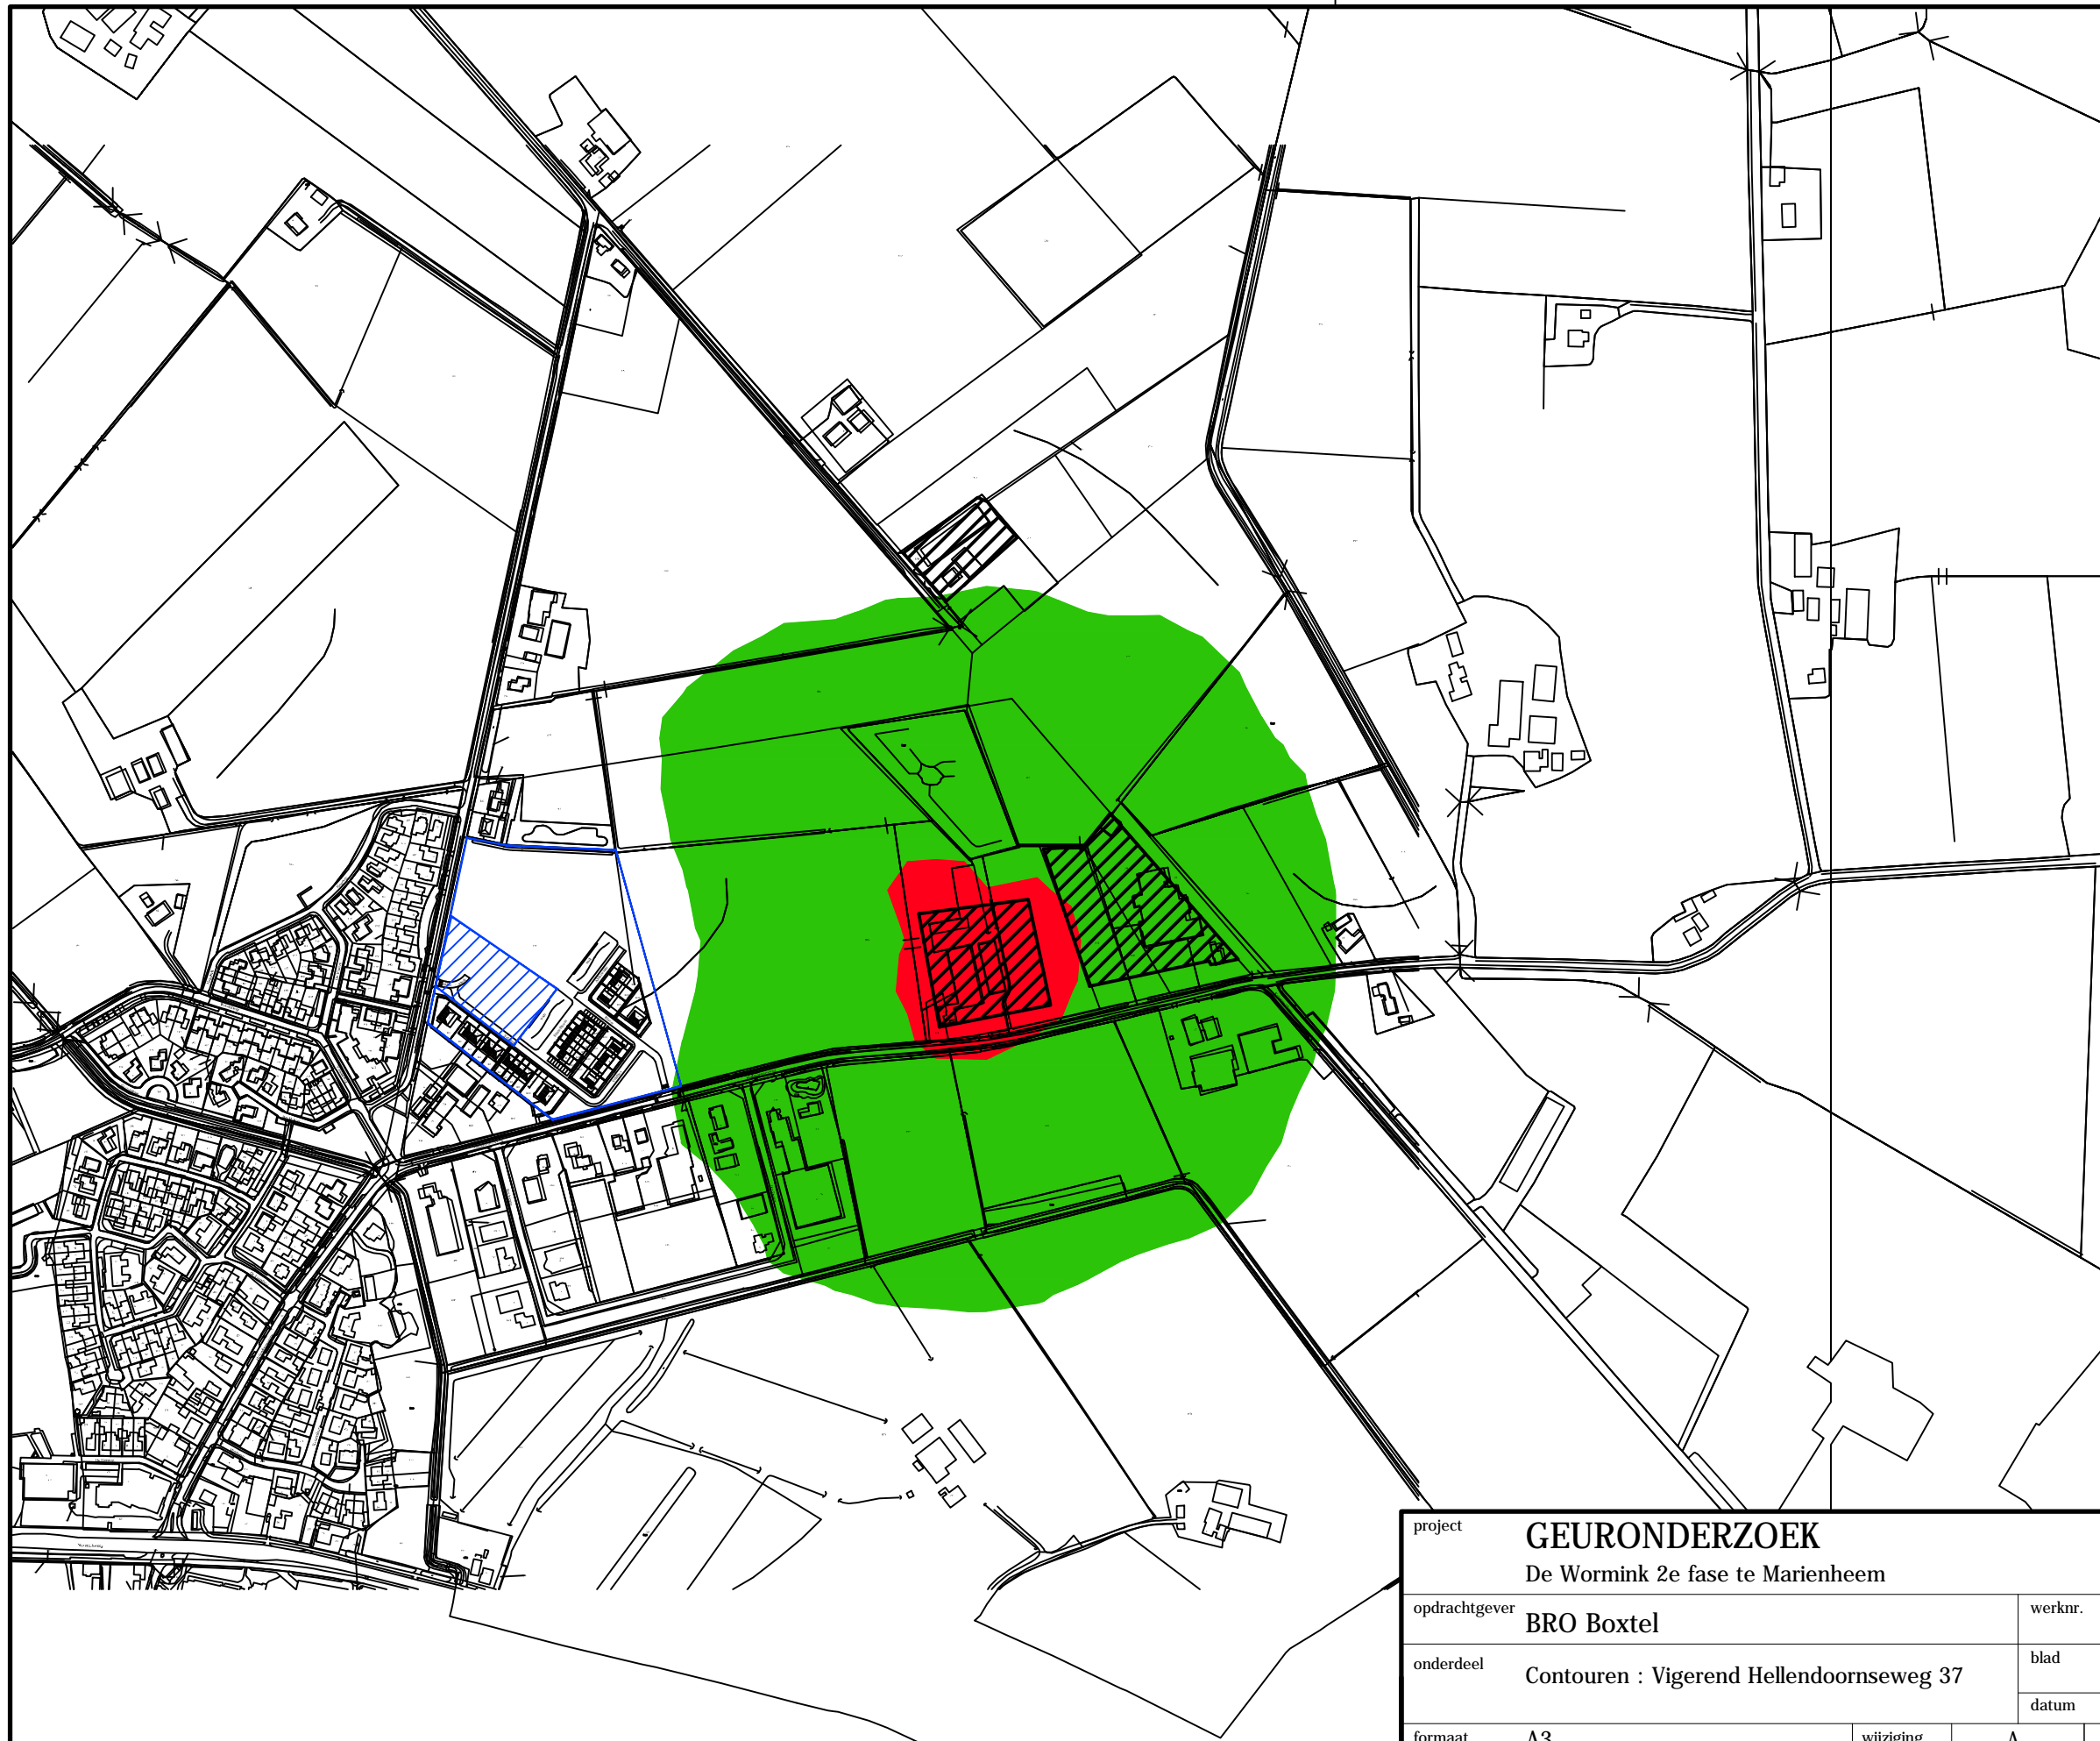 project GEURONDERZOEK
De Wormink 2e fase te Marienheem
opdrachtgever BRO Boxtel werknr.
onderdeel Contouren : Vigerend Hellendoornseweg 37 blad
datum
formaat A3 wijziging A